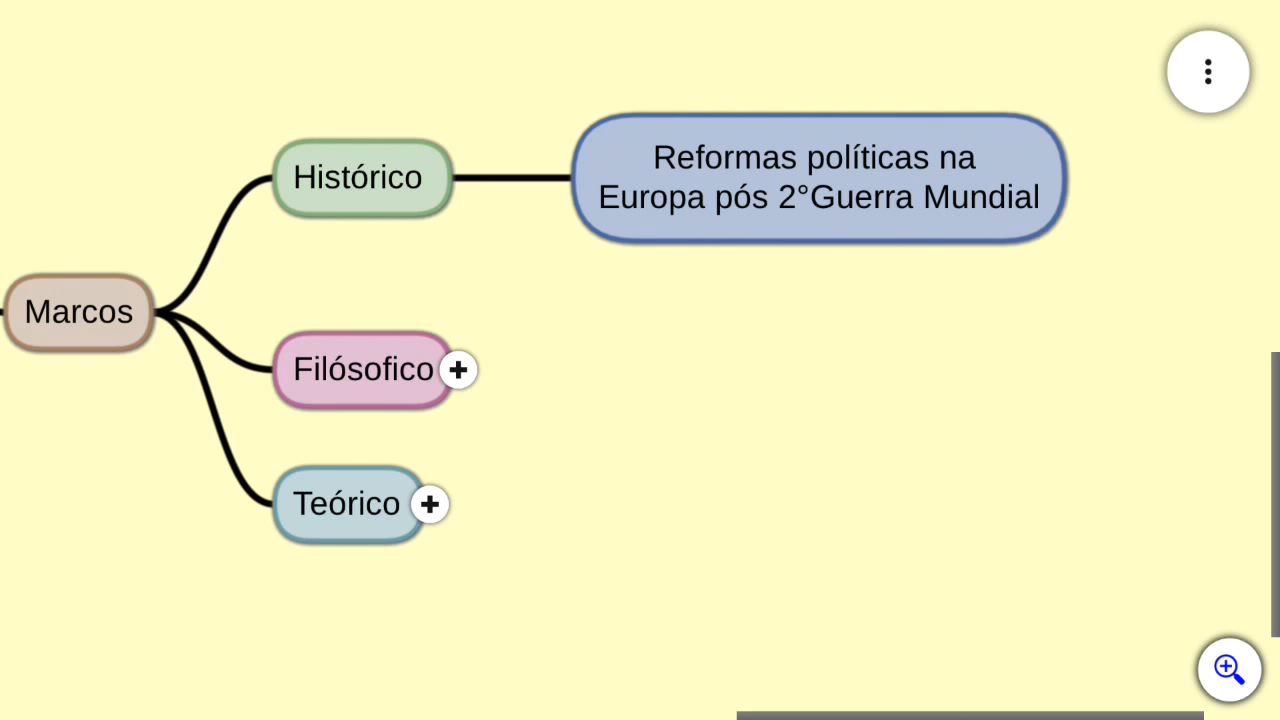 Histórico
Reformas políticas na
Europa pós 2°Guerra Mundial
Marcos
Filósofico
Teórico